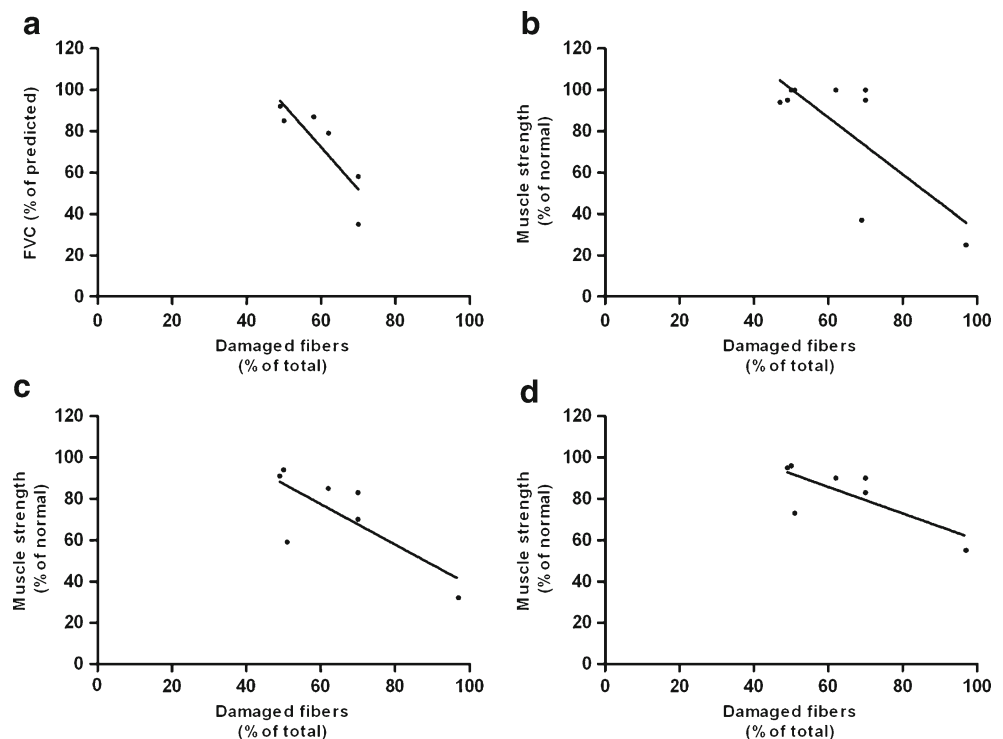 a
120
100
80
60
40
20
0
FVC (% of predicted)
0 20 40 60 80 100
Damaged fibers
(% of total)
b
120
100
80
60
40
20
0
Muscle strength
(% of normal)
0 20 40 60 80 100
Damaged fibers
(% of total)
c
120
100
80
60
40
20
0
Muscle strength
(% of normal)
0 20 40 60 80 100
Damaged fibers
(% of total)
d
120
100
80
60
40
20
0
Muscle strength
(% of normal)
0 20 40 60 80 100
Damaged fibers
(% of total)